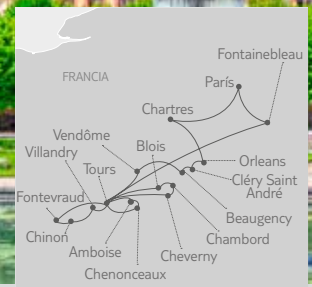 Fontainebleau
FRANCIA
París
Chartres
Vendôme
Blois
Orleans
Villandry
Tours
Cléry Saint
André
Fontevraud
Beaugency
Chinon
Chambord
Amboise
Cheverny
Chenonceaux